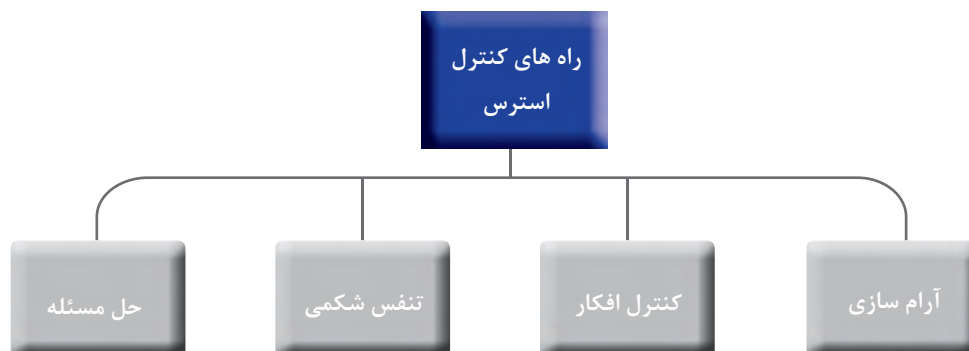 راه های کنترل
استرس
آرام سازی
کنترل افکار
تنفس شکمی
حل مسئله